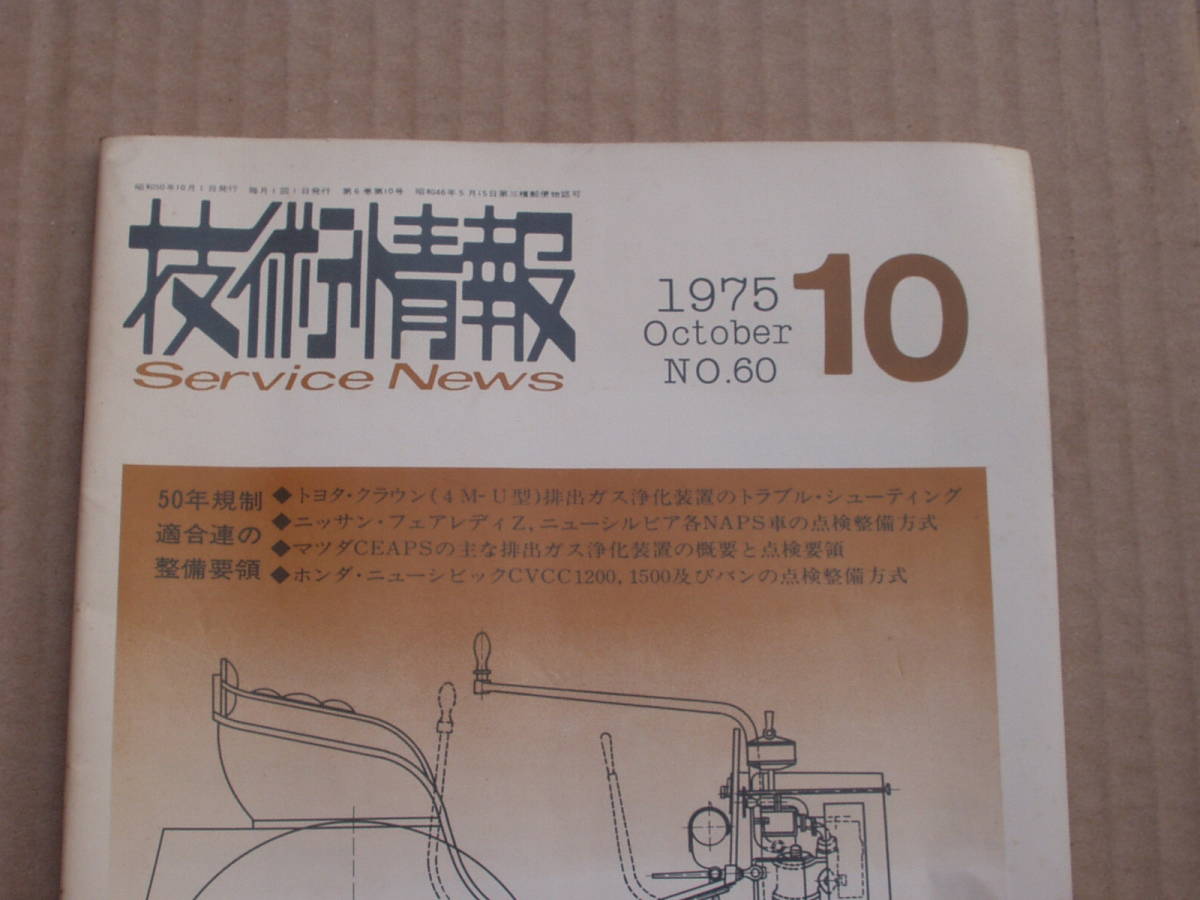 昭和50年10月1日発行 毎月1回1日発行 第6巻第10号 昭和46年5月15日第三種郵便物認可
技術情報
Service News
1975
October
NO.60
10
50年規制
適合連の
整備要領
◆トヨタ・クラウン(4M-U型)排出ガス浄化装置のトラブル・シューティング
◆ニッサン・フェアレディZ,ニューシルビア各NAPS車の点検整備方式
◆マツダCEAPSの主な排出ガス浄化装置の概要と点検要領
◆ホンダ・ニューシビックCVCC1200,1500及びバンの点検整備方式